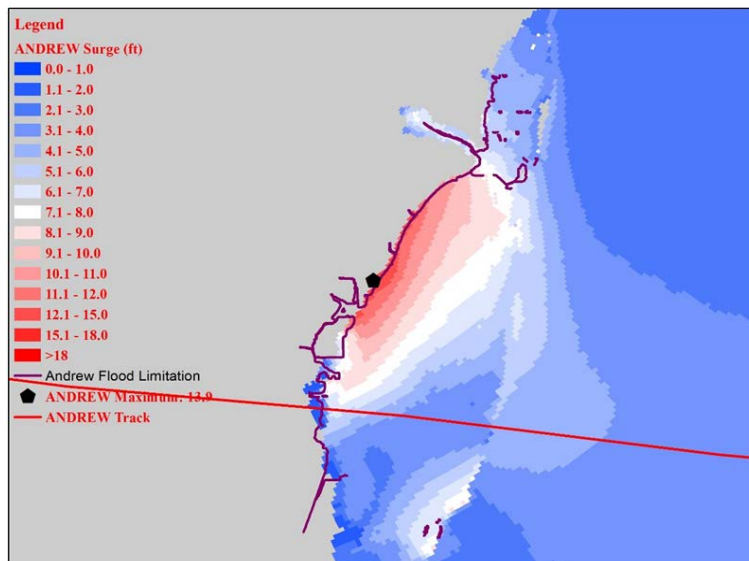 Legend
ANDREW Surge (ft)
0.0 - 1.0
1.1 - 2.0
2.1 - 3.0
3.1 - 4.0
4.1 - 5.0
5.1 - 6.0
6.1 - 7.0
7.1 - 8.0
8.1 - 9.0
9.1 - 10.0
10.1 - 11.0
11.1 - 12.0
12.1 - 15.0
15.1 - 18.0
>18
Andrew Flood Limitation
ANDREW Maximum: 13.9
ANDREW Track